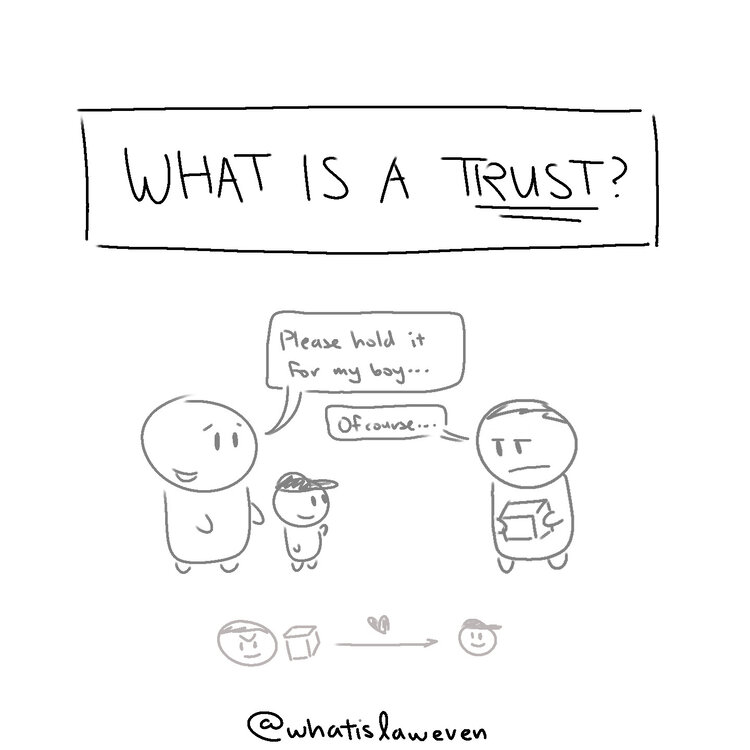 WHAT IS A TRUST?
Please hold it
for my boy...
Of course...
@whatislaweven